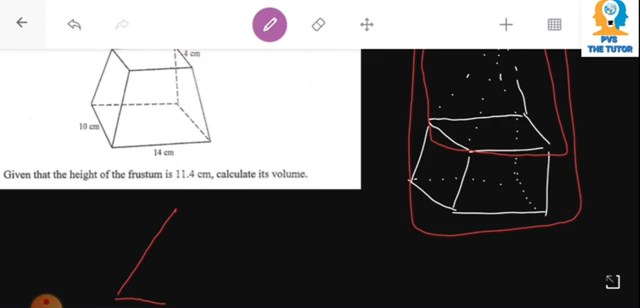 4 cm
10 cm
14 cm
Given that the height of the frustum is 11.4 cm, calculate its volume.
PVS
THE TUTOR